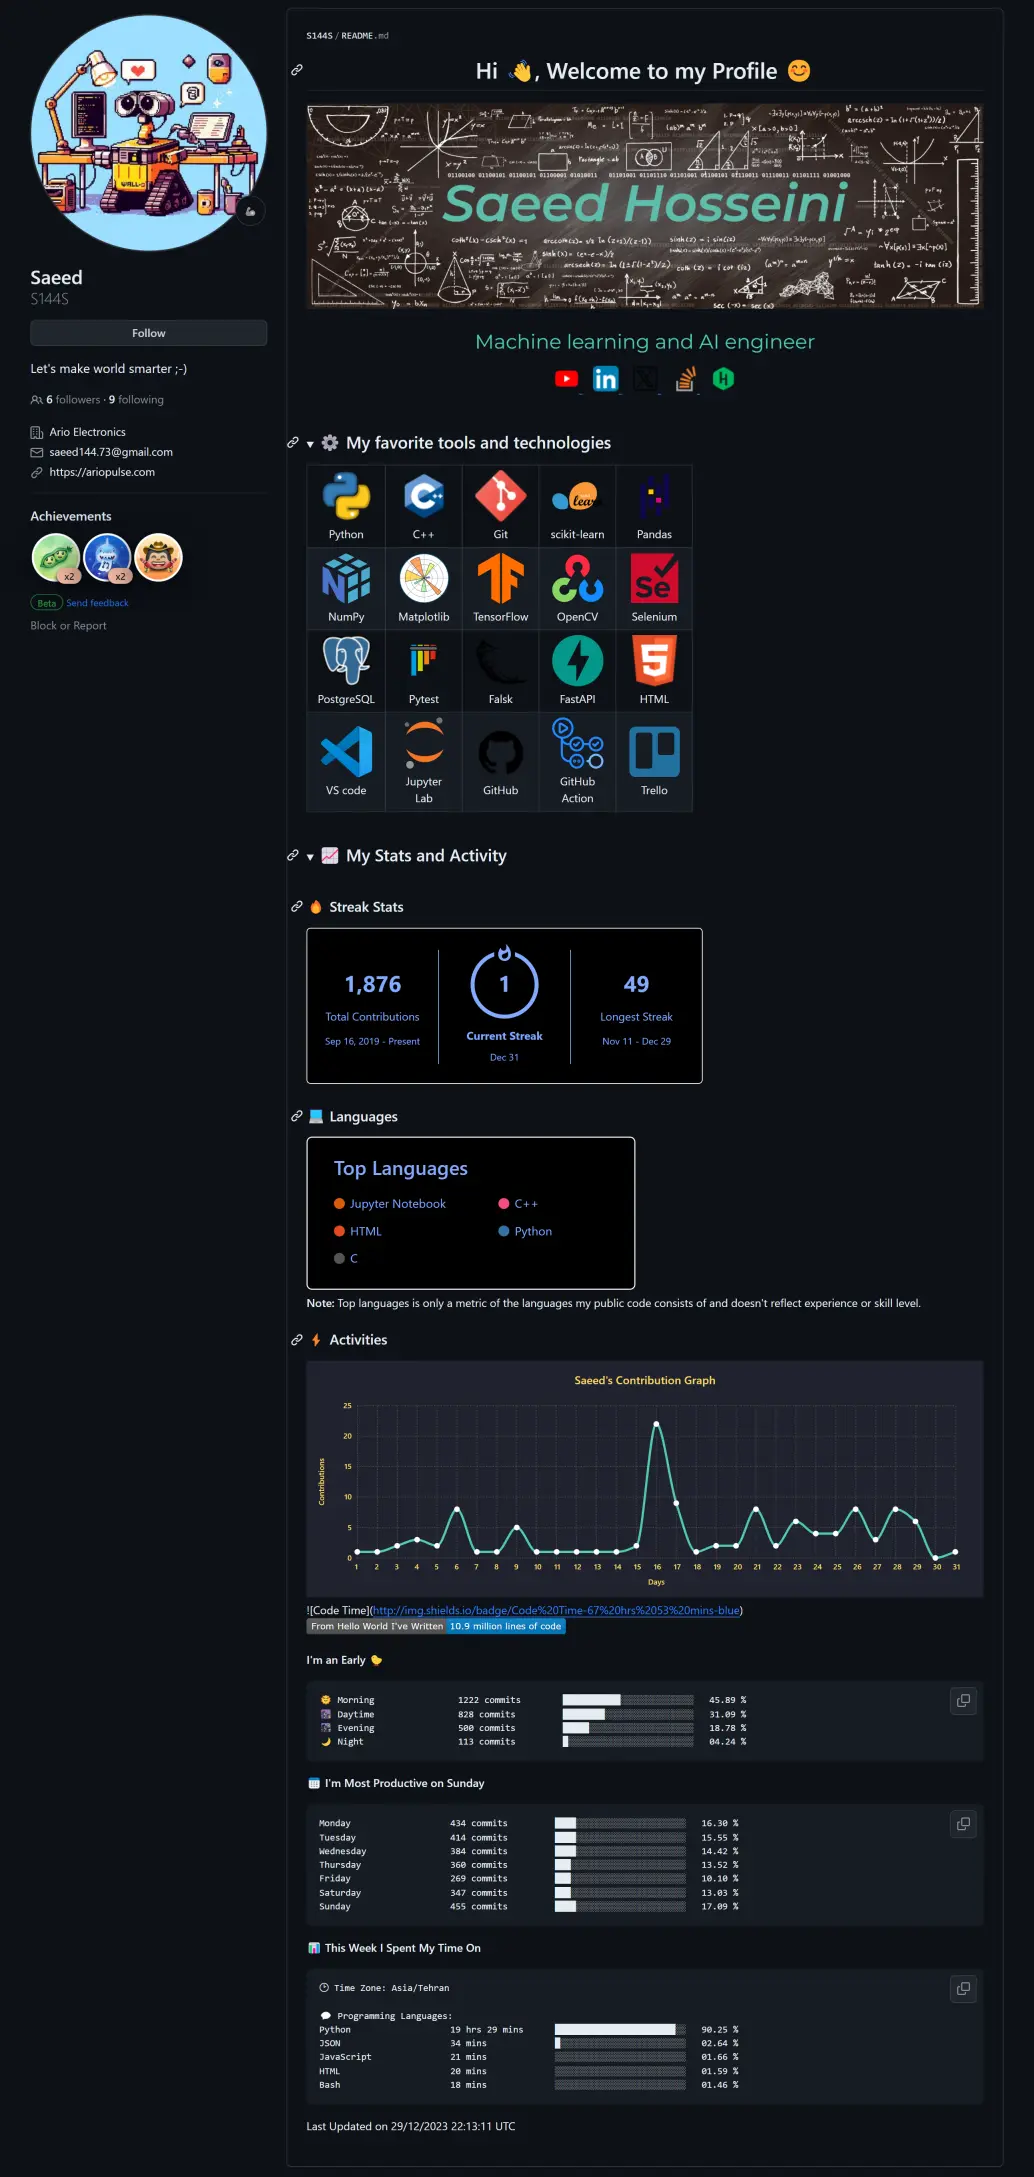 S144S / README.md
Hi 👋, Welcome to my Profile 😊
Saeed Hosseini
Machine learning and AI engineer
WALL-E
Saeed
S144S
Follow
Let's make world smarter ;-)
6 followers · 9 following
Ario Electronics
saeed144.73@gmail.com
https://ariopulse.com
Achievements
x2
x2
Beta Send feedback
Block or Report
My favorite tools and technologies
Python C++ Git scikit-learn Pandas
NumPy Matplotlib TensorFlow OpenCV Selenium
PostgreSQL Pytest Falsk FastAPI HTML
VS code Jupyter Lab GitHub GitHub Action Trello
My Stats and Activity
Streak Stats
1,876
Total Contributions
Sep 16, 2019 - Present
1
Current Streak
Dec 31
49
Longest Streak
Nov 11 - Dec 29
Languages
Top Languages
Jupyter Notebook C++
HTML Python
C
Note: Top languages is only a metric of the languages my public code consists of and doesn't reflect experience or skill level.
Activities
Saeed's Contribution Graph
25
20
15
10
5
0
Contributions
1 2 3 4 5 6 7 8 9 10 11 12 13 14 15 16 17 18 19 20 21 22 23 24 25 26 27 28 29 30 31
Days
![Code Time](http://img.shields.io/badge/Code%20Time-67%20hrs%2053%20mins-blue)
From Hello World I've Written 10.9 million lines of code
I'm an Early 🐤
Morning 1222 commits 45.89 %
Daytime 828 commits 31.09 %
Evening 500 commits 18.78 %
Night 113 commits 04.24 %
I'm Most Productive on Sunday
Monday 434 commits 16.30 %
Tuesday 414 commits 15.55 %
Wednesday 384 commits 14.42 %
Thursday 360 commits 13.52 %
Friday 269 commits 10.10 %
Saturday 347 commits 13.03 %
Sunday 455 commits 17.09 %
This Week I Spent My Time On
Time Zone: Asia/Tehran
Programming Languages:
Python 19 hrs 29 mins 90.25 %
JSON 34 mins 02.64 %
JavaScript 21 mins 01.66 %
HTML 20 mins 01.59 %
Bash 18 mins 01.46 %
Last Updated on 29/12/2023 22:13:11 UTC